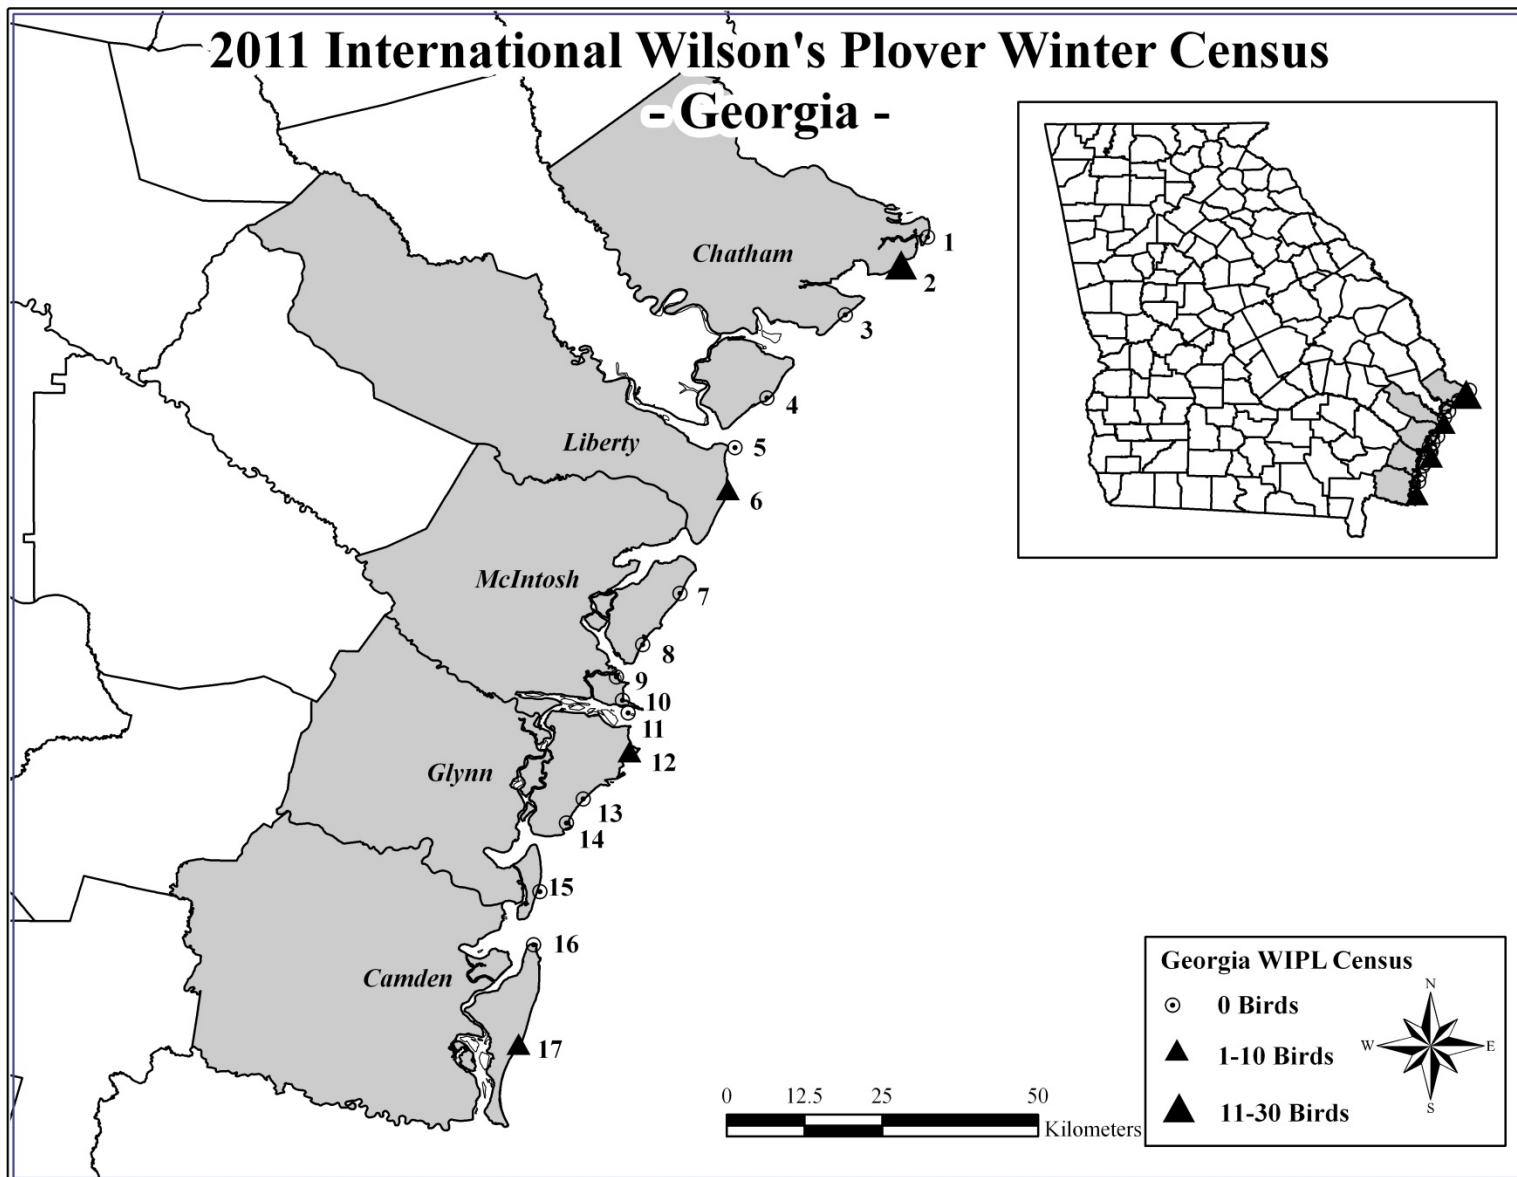 2011 International Wilson's Plover Winter Census
- Georgia -
Chatham
1
2
3
4
Liberty
5
6
McIntosh
7
8
9
10
11
Glynn
12
13
14
15
16
Camden
17
Georgia WIPL Census
0 Birds
1-10 Birds
11-30 Birds
N
W E
S
0 12.5 25 50
Kilometers